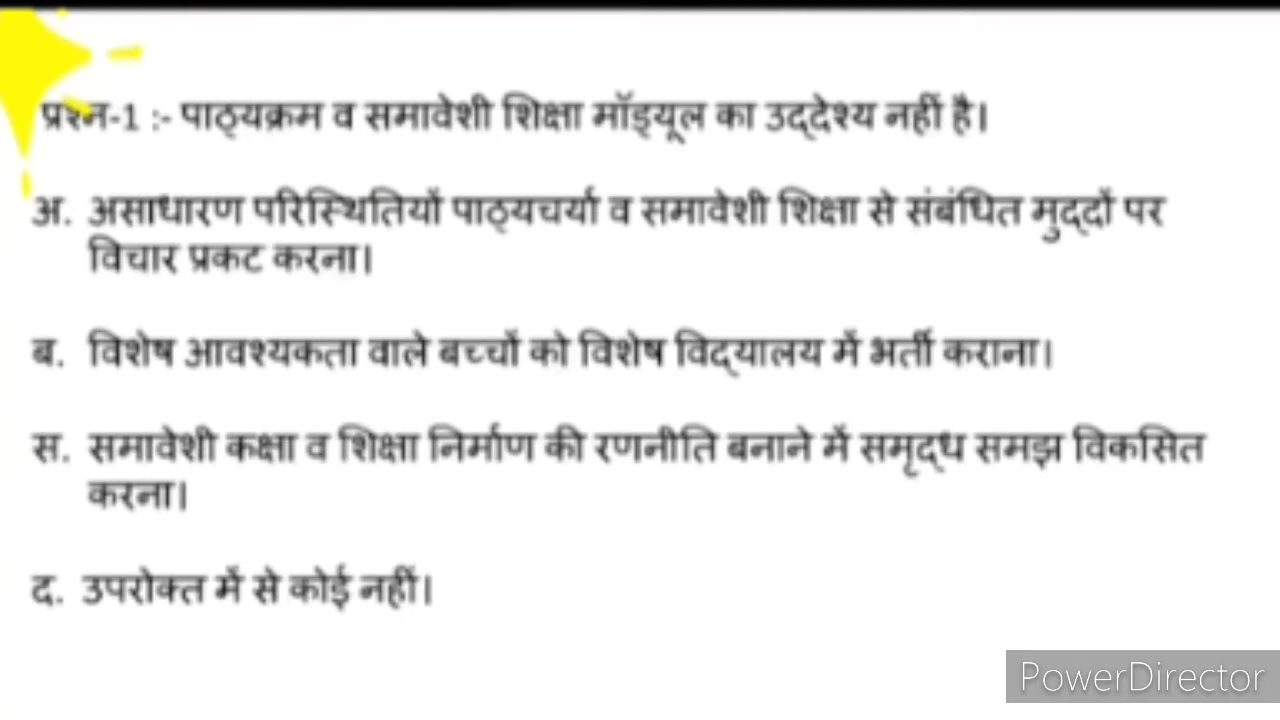 प्रश्न-1 :- पाठ्यक्रम व समावेशी शिक्षा मॉड्यूल का उद्देश्य नहीं है।
अ. असाधारण परिस्थितियों पाठ्यचर्या व समावेशी शिक्षा से संबंधित मुद्दों पर
विचार प्रकट करना।
ब. विशेष आवश्यकता वाले बच्चों को विशेष विद्यालय में भर्ती कराना।
स. समावेशी कक्षा व शिक्षा निर्माण की रणनीति बनाने में समृद्ध समझ विकसित
करना।
द. उपरोक्त में से कोई नहीं।
PowerDirector